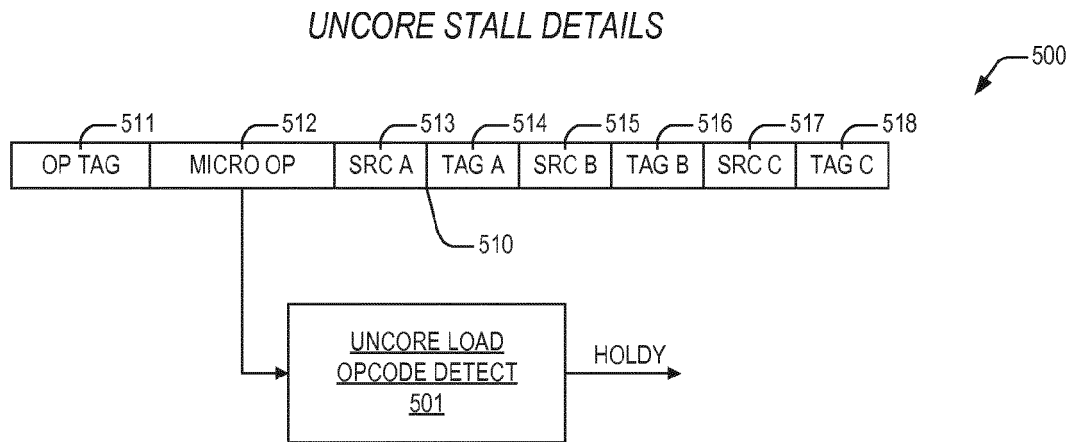 UNCORE STALL DETAILS
500
511 512 513 514 515 516 517 518
OP TAG MICRO OP SRC A TAG A SRC B TAG B SRC C TAG C
510
UNCORE LOAD
OPCODE DETECT
501
HOLDY